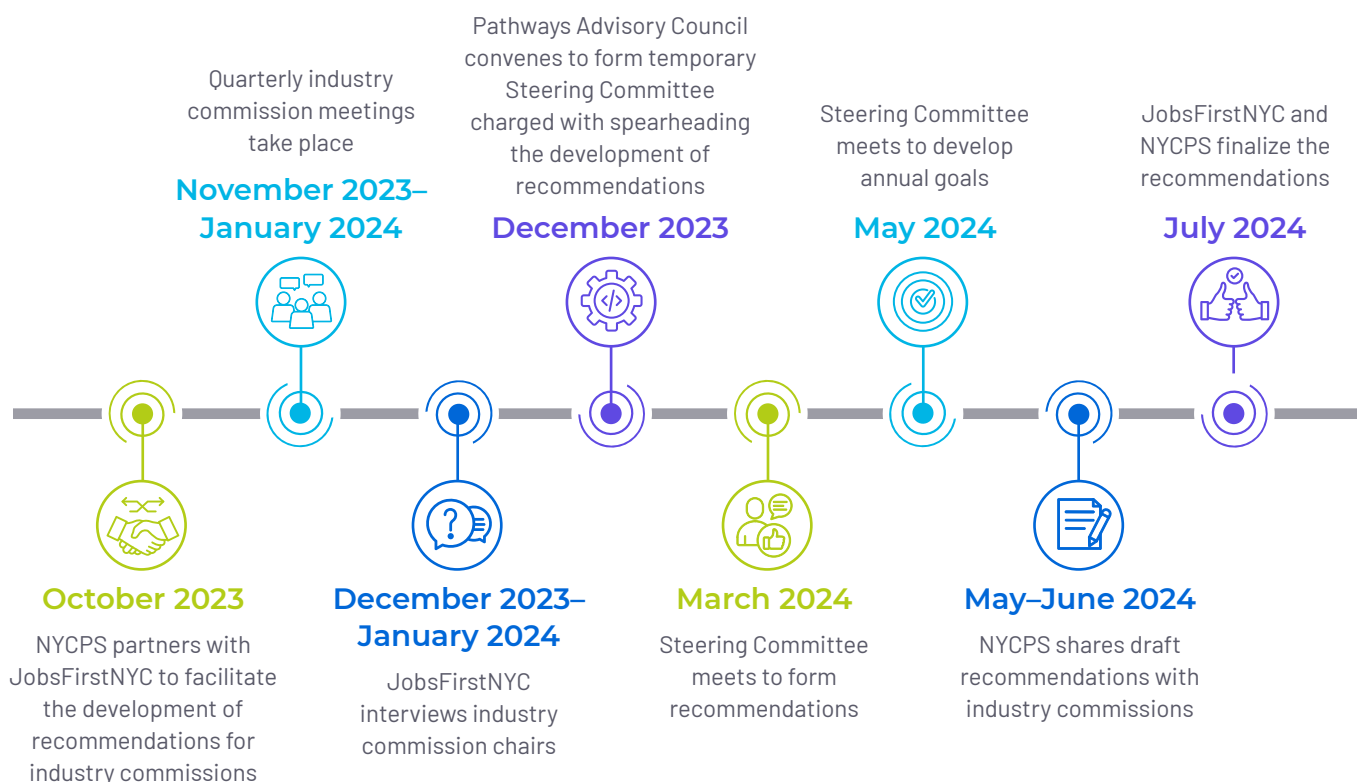 Quarterly industry
commission meetings
take place
November 2023–
January 2024
Pathways Advisory Council
convenes to form temporary
Steering Committee
charged with spearheading
the development of
recommendations
December 2023
Steering Committee
meets to develop
annual goals
May 2024
JobsFirstNYC and
NYCPS finalize the
recommendations
July 2024
</>
?
October 2023
NYCPS partners with
JobsFirstNYC to facilitate
the development of
recommendations for
industry commissions
December 2023–
January 2024
JobsFirstNYC
interviews industry
commission chairs
March 2024
Steering Committee
meets to form
recommendations
May–June 2024
NYCPS shares draft
recommendations with
industry commissions